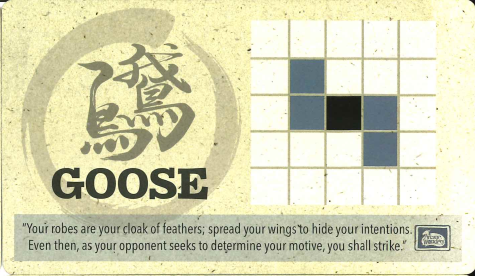 鵞
GOOSE
"Your robes are your cloak of feathers; spread your wings to hide your intentions.
Even then, as your opponent seeks to determine your motive, you shall strike."